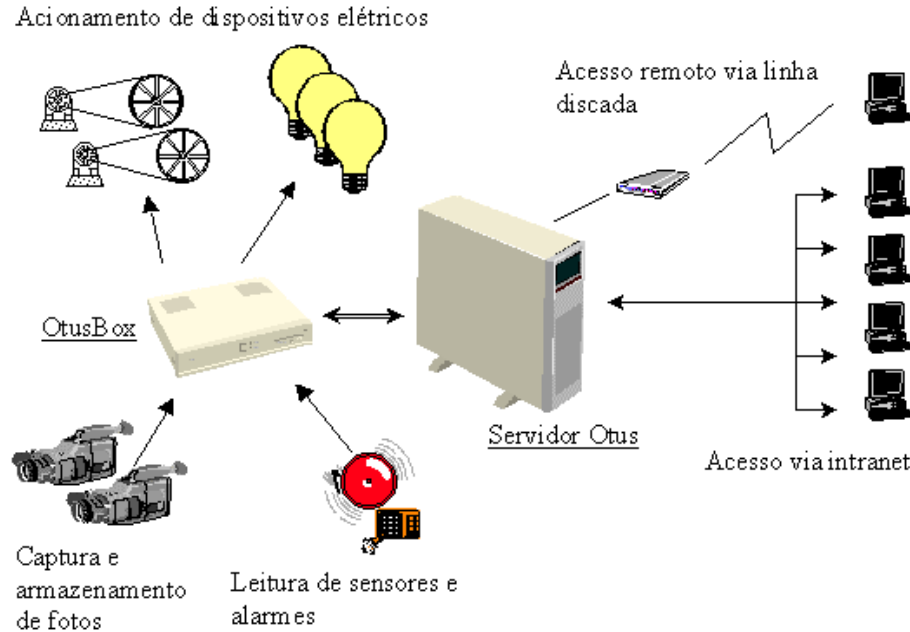 Acionamento de dispositivos elétricos
Acesso remoto via linha
discada
OtusBox
Servidor Otus
Acesso via intranet
Captura e
armazenamento
de fotos
Leitura de sensores e
alarmes